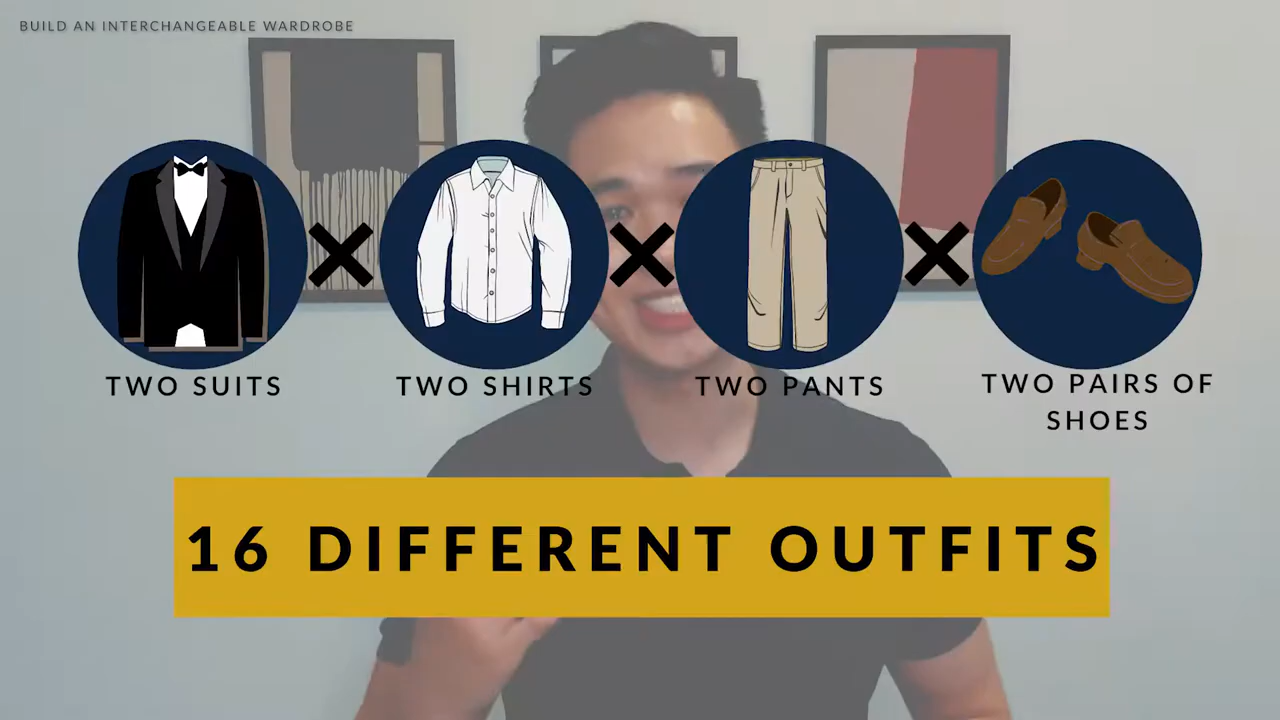 BUILD AN INTERCHANGEABLE WARDROBE
TWO SUITS
TWO SHIRTS
TWO PANTS
TWO PAIRS OF
SHOES
16 DIFFERENT OUTFITS